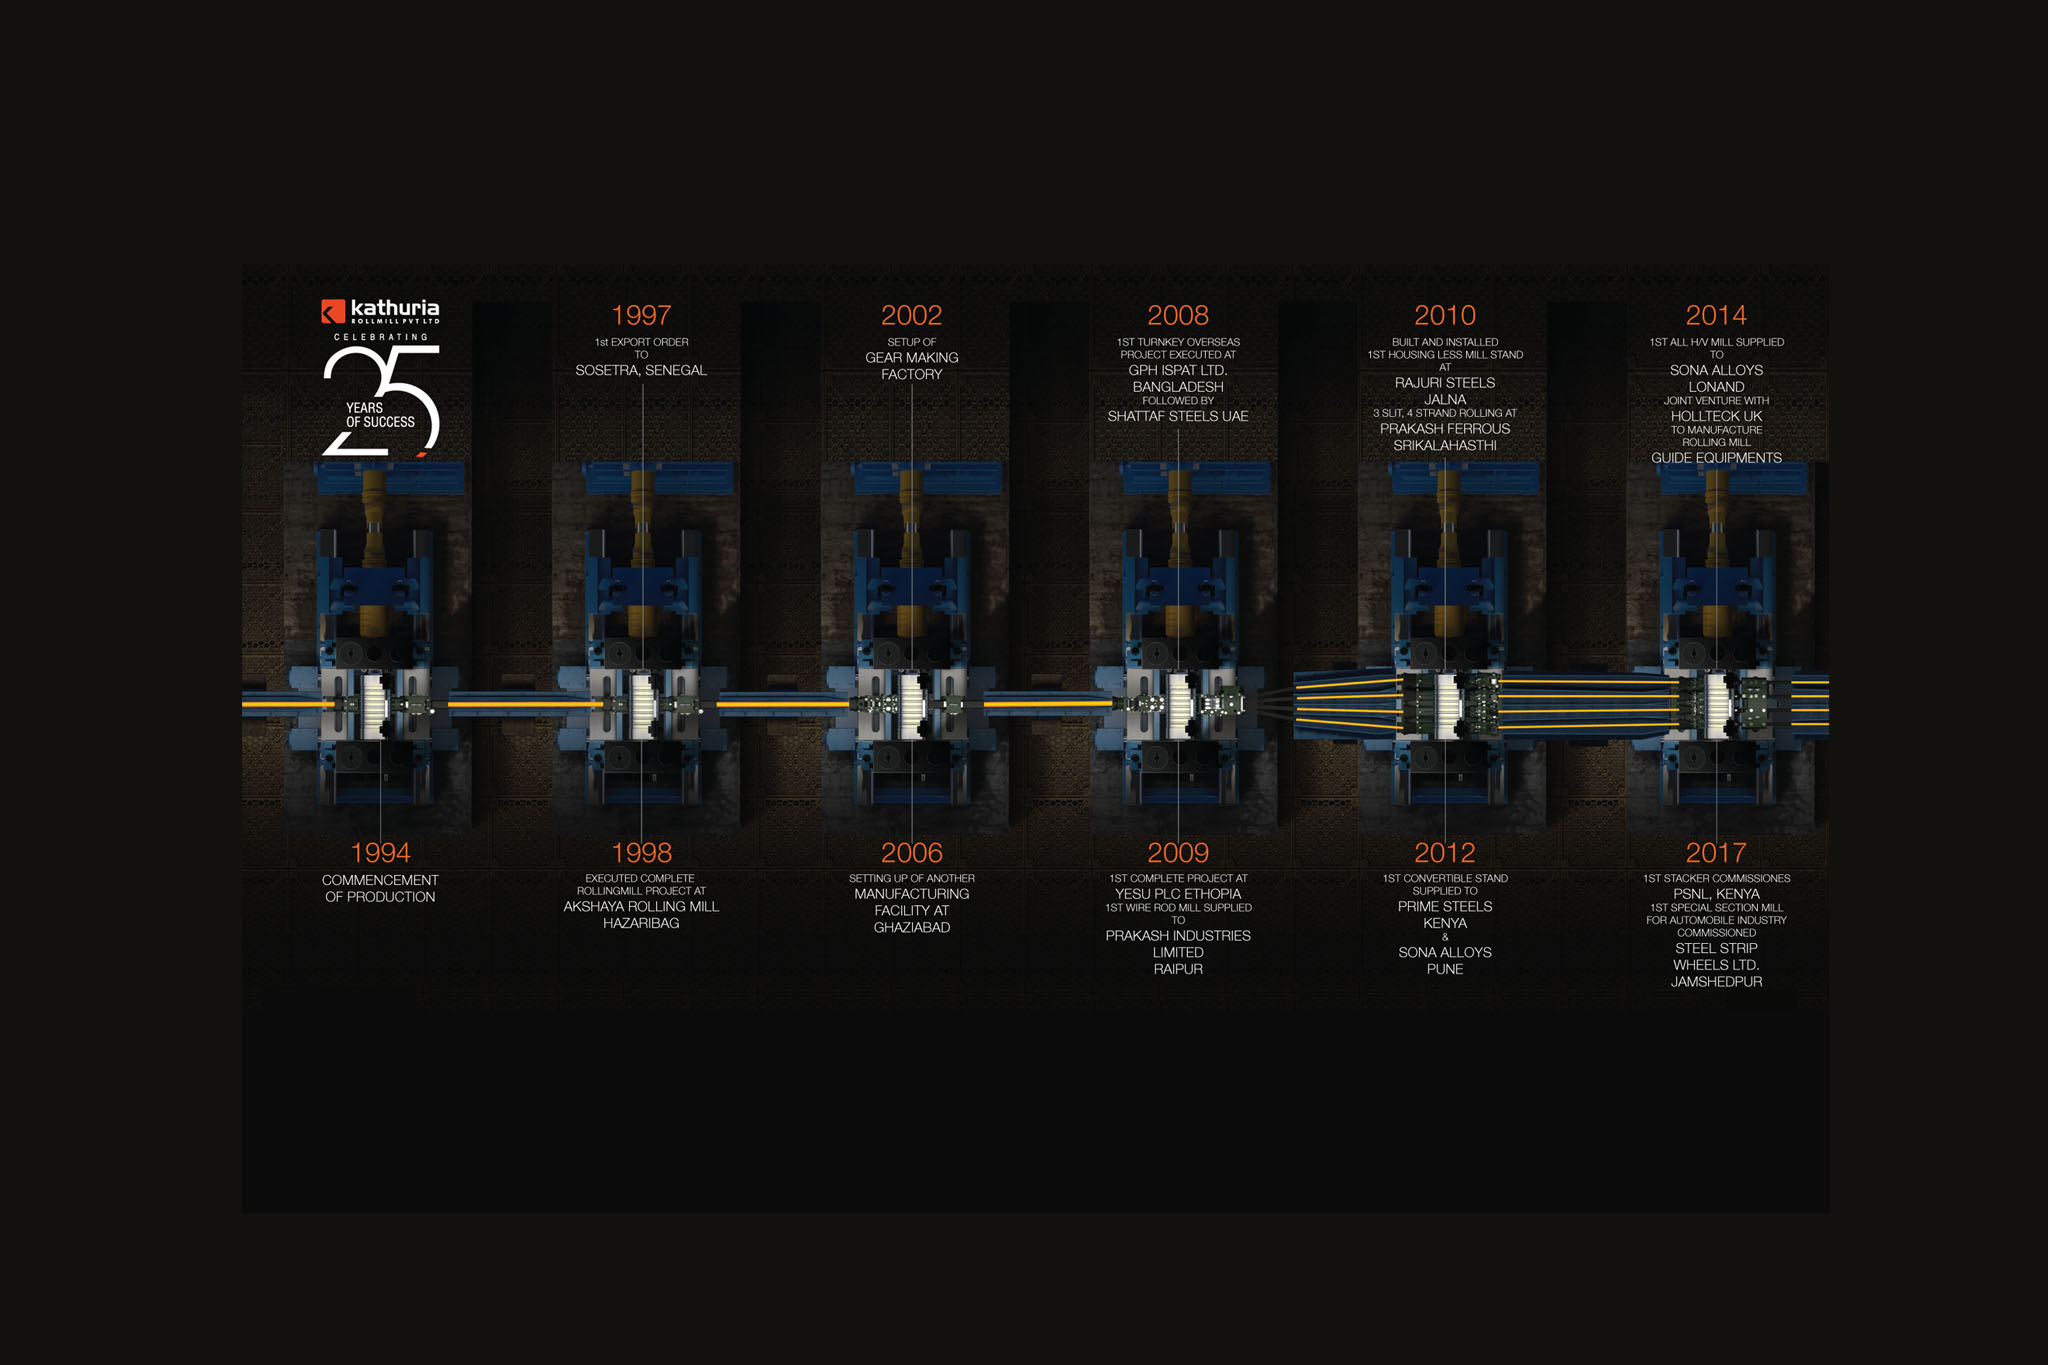 kathuria
ROLLMILL PVT LTD
CELEBRATING
25
YEARS
OF SUCCESS
1997
1st EXPORT ORDER
TO
SOSETRA, SENEGAL
2002
SETUP OF
GEAR MAKING
FACTORY
2008
1ST TURNKEY OVERSEAS
PROJECT EXECUTED AT
GPH ISPAT LTD.
BANGLADESH
FOLLOWED BY
SHATTAF STEELS UAE
2010
BUILT AND INSTALLED
1ST HOUSING LESS MILL STAND
AT
RAJURI STEELS
JALNA
3 SLIT, 4 STRAND ROLLING AT
PRAKASH FERROUS
SRIKALAHASTHI
2014
1ST ALL H/V MILL SUPPLIED
TO
SONA ALLOYS
LONAND
JOINT VENTURE WITH
HOLLTECK UK
TO MANUFACTURE
ROLLING MILL
GUIDE EQUIPMENTS
1994
COMMENCEMENT
OF PRODUCTION
1998
EXECUTED COMPLETE
ROLLINGMILL PROJECT AT
AKSHAYA ROLLING MILL
HAZARIBAG
2006
SETTING UP OF ANOTHER
MANUFACTURING
FACILITY AT
GHAZIABAD
2009
1ST COMPLETE PROJECT AT
YESU PLC ETHOPIA
1ST WIRE ROD MILL SUPPLIED
TO
PRAKASH INDUSTRIES
LIMITED
RAIPUR
2012
1ST CONVERTIBLE STAND
SUPPLIED TO
PRIME STEELS
KENYA
&
SONA ALLOYS
PUNE
2017
1ST STACKER COMMISSIONES
PSNL, KENYA
1ST SPECIAL SECTION MILL
FOR AUTOMOBILE INDUSTRY
COMMISSIONED
STEEL STRIP
WHEELS LTD.
JAMSHEDPUR